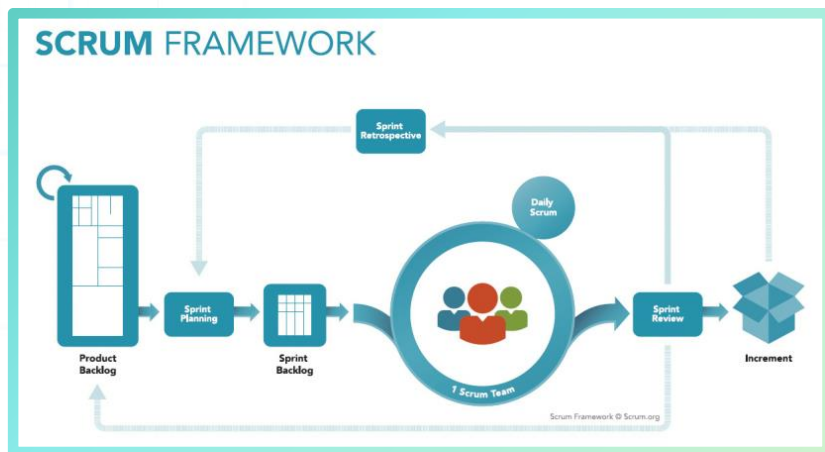 SCRUM FRAMEWORK
Sprint
Retrospective
Daily
Scrum
Sprint
Planning
Sprint
Review
Product
Backlog
Sprint
Backlog
1 Scrum Team
Increment
Scrum Framework © Scrum.org